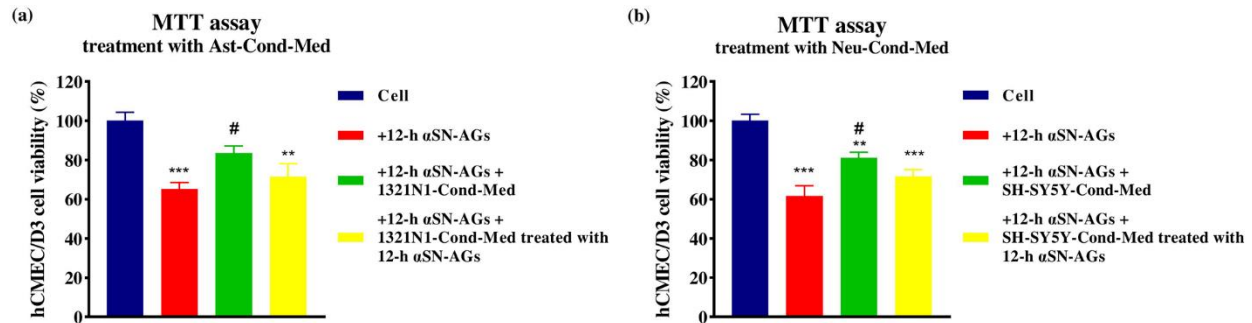 (a)
MTT assay
treatment with Ast-Cond-Med
hCMEC/D3 cell viability (%)
120
100
80
60
40
20
0
***
#
**
Cell
+12-h αSN-AGs
+12-h αSN-AGs +
1321N1-Cond-Med
+12-h αSN-AGs +
1321N1-Cond-Med treated with
12-h αSN-AGs
(b)
MTT assay
treatment with Neu-Cond-Med
hCMEC/D3 cell viability (%)
120
100
80
60
40
20
0
***
#
**
***
Cell
+12-h αSN-AGs
+12-h αSN-AGs +
SH-SY5Y-Cond-Med
+12-h αSN-AGs +
SH-SY5Y-Cond-Med treated with
12-h αSN-AGs